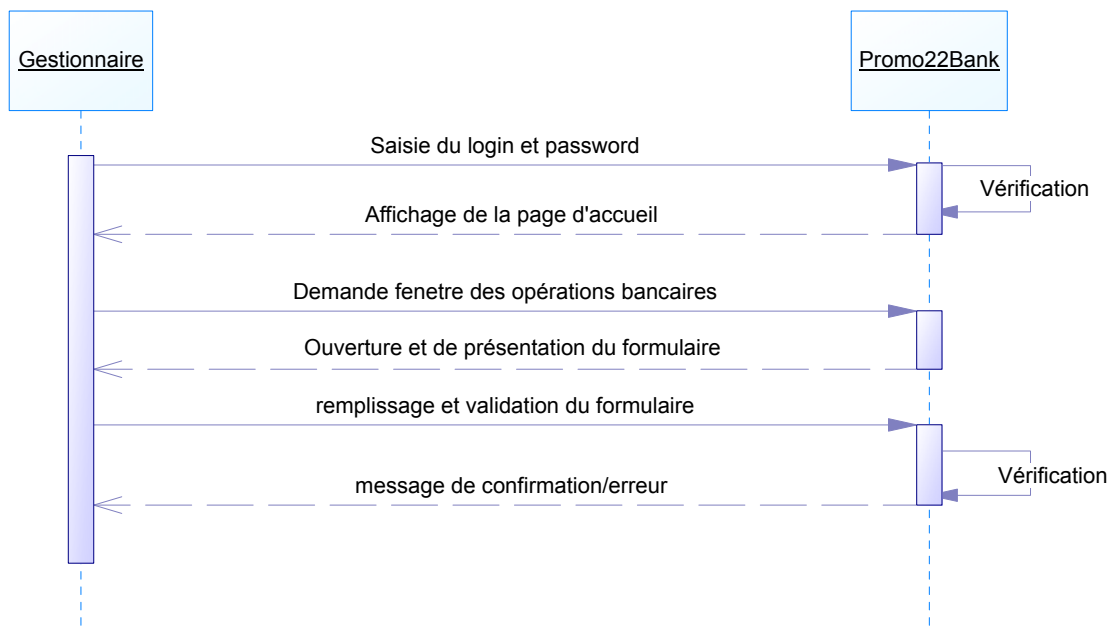 Gestionnaire
Promo22Bank
Saisie du login et password
Vérification
Affichage de la page d'accueil
Demande fenetre des opérations bancaires
Ouverture et de présentation du formulaire
remplissage et validation du formulaire
Vérification
message de confirmation/erreur